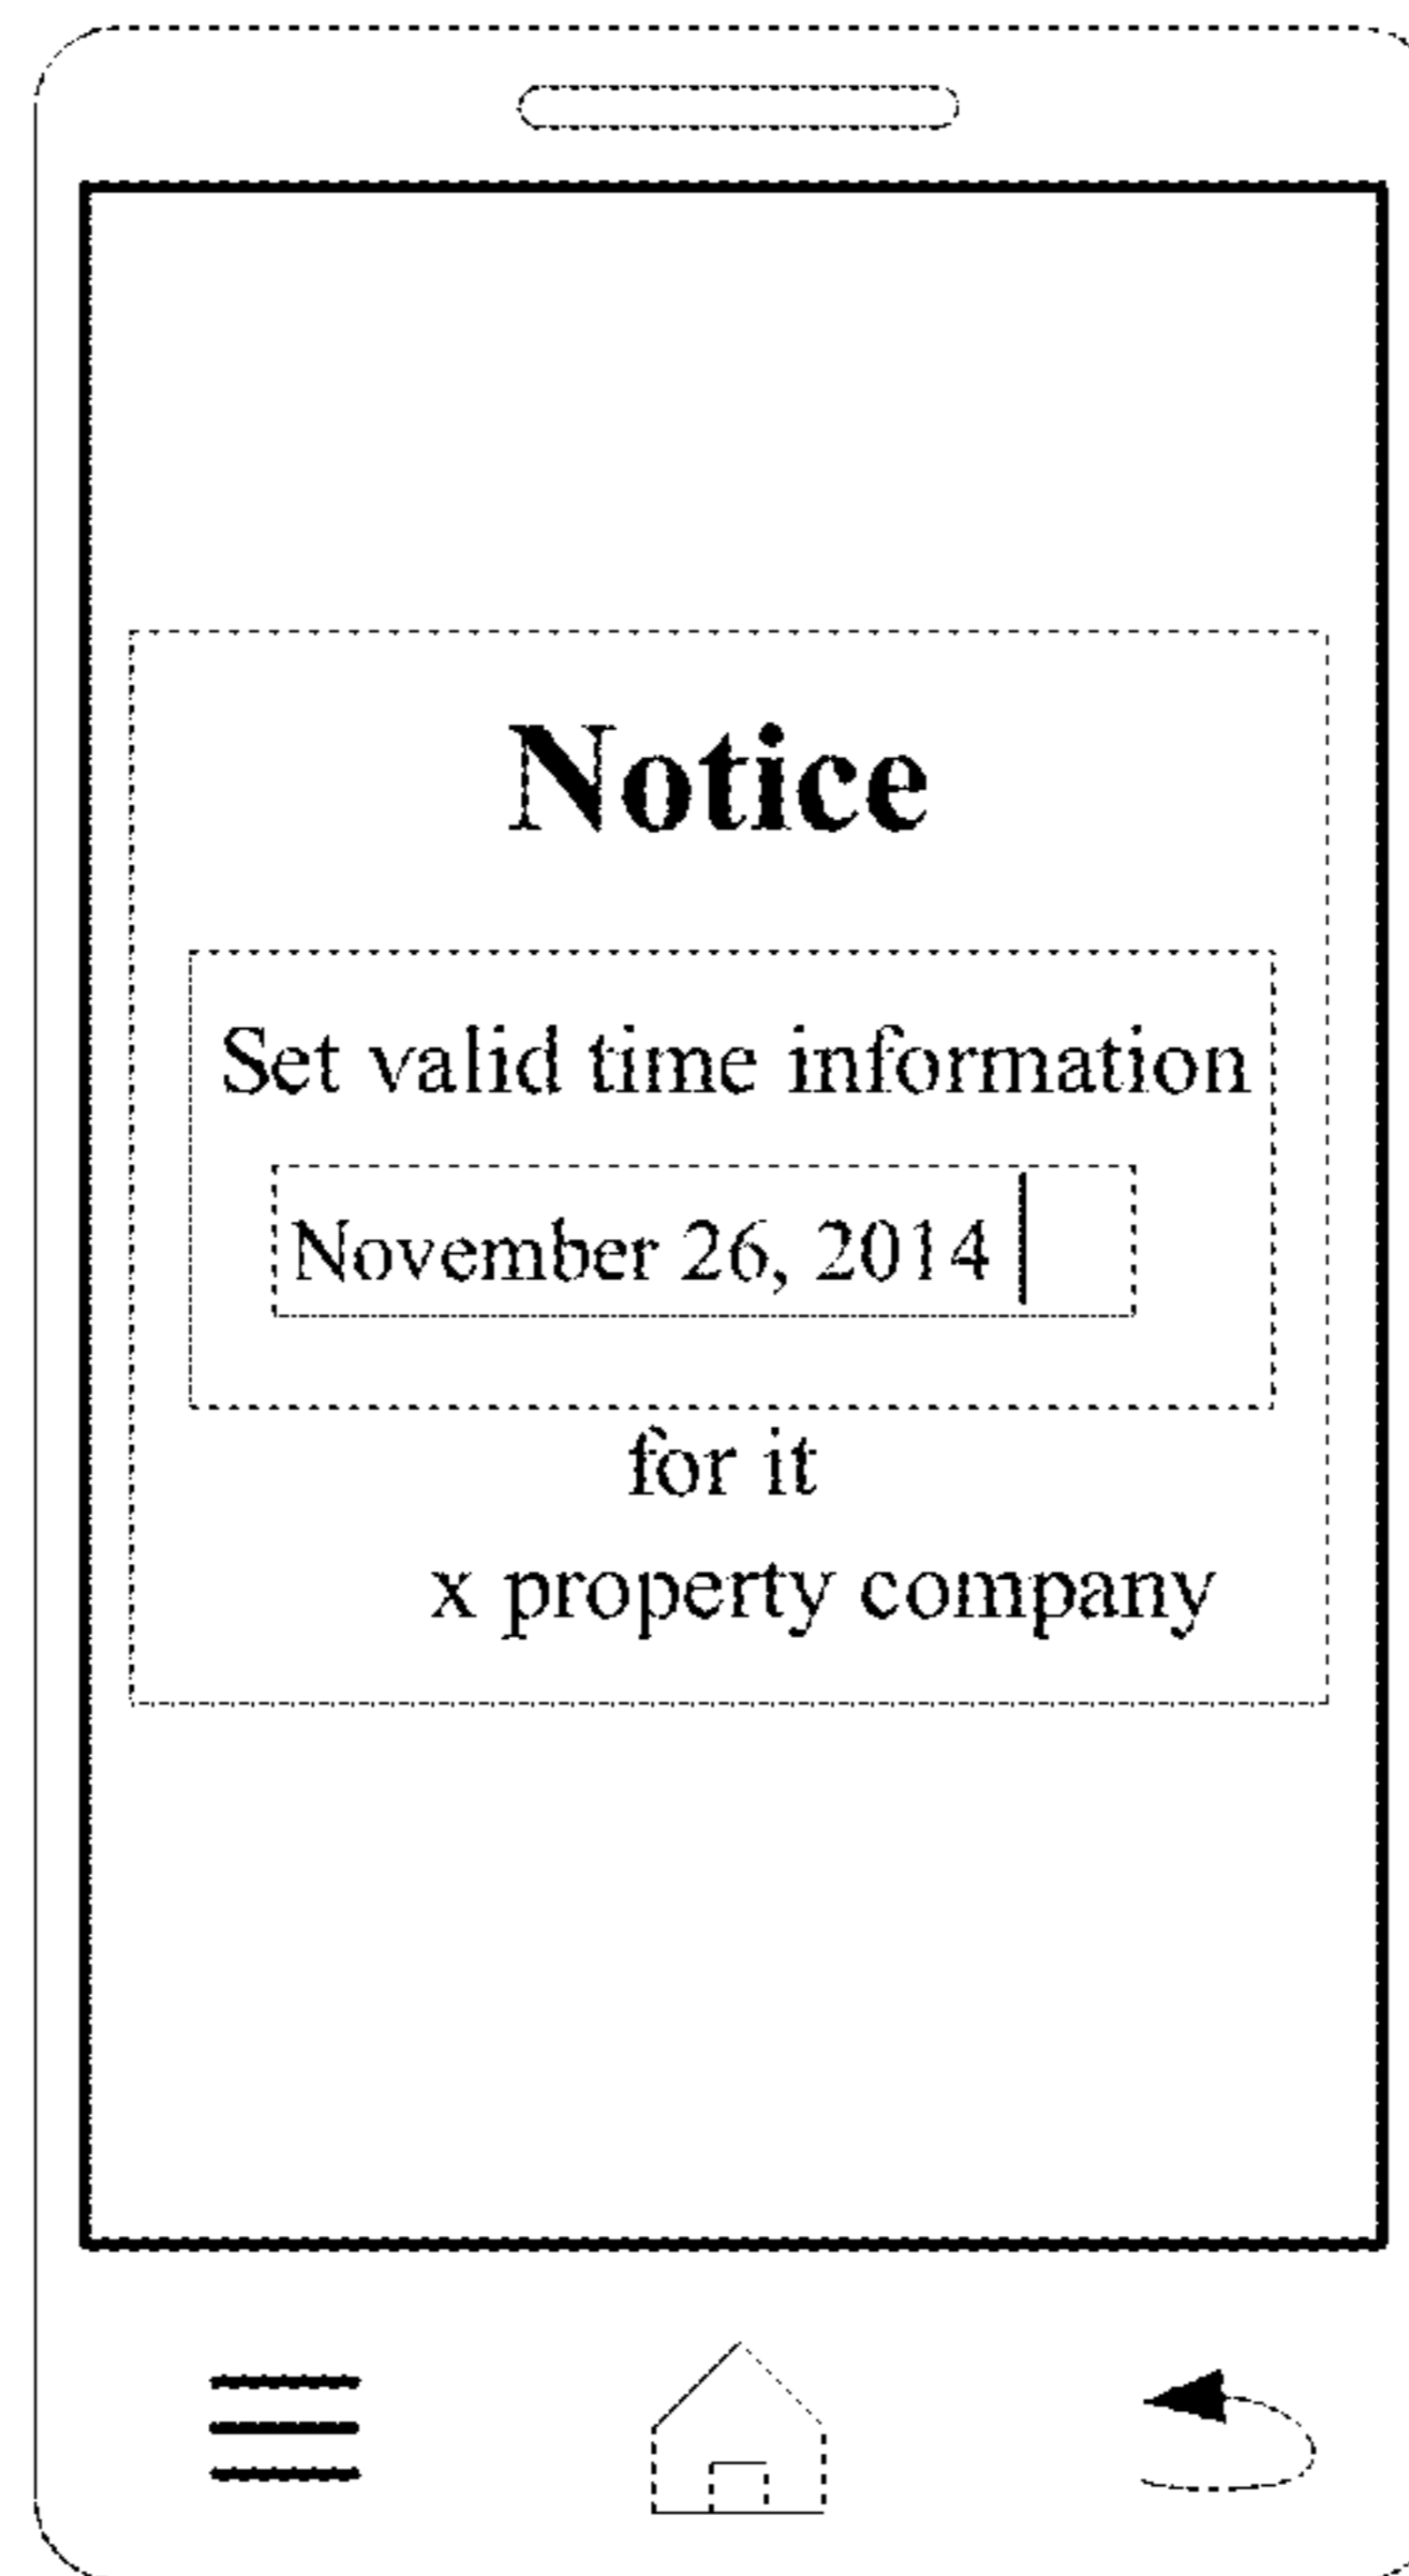 Notice
Set valid time information
November 26, 2014
for it
x property company